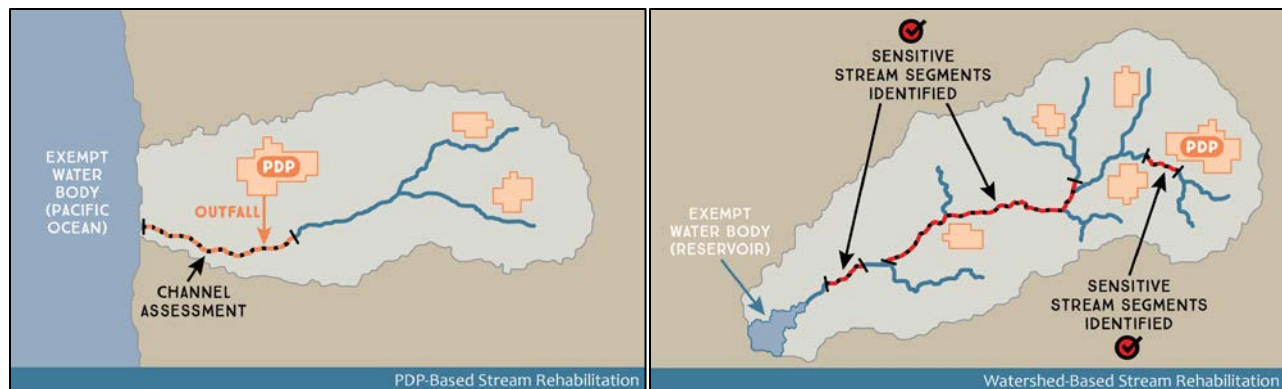 EXEMPT
WATER
BODY
(PACIFIC
OCEAN)
PDP
OUTFALL
CHANNEL
ASSESSMENT
PDP-Based Stream Rehabilitation
SENSITIVE
STREAM SEGMENTS
IDENTIFIED
PDP
EXEMPT
WATER BODY
(RESERVOIR)
SENSITIVE
STREAM SEGMENTS
IDENTIFIED
Watershed-Based Stream Rehabilitation